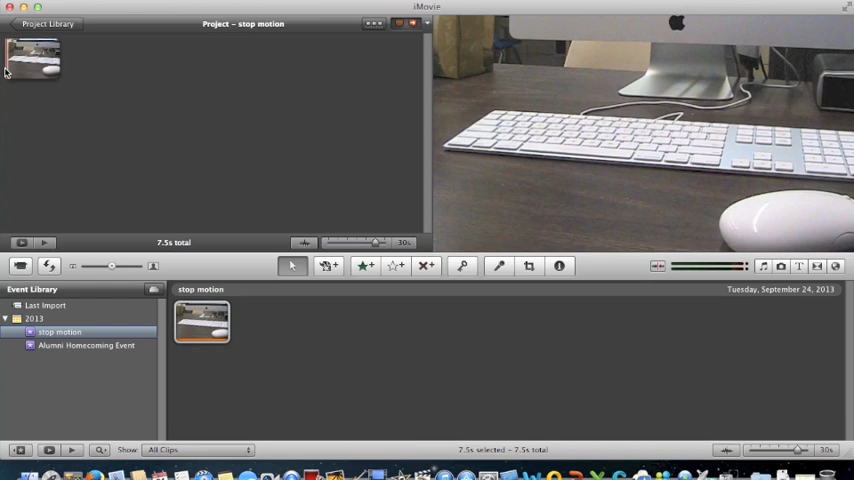 iMovie
Project Library
Project – stop motion
7.5s total
30s
Event Library
stop motion
Tuesday, September 24, 2013
Last Import
2013
stop motion
Alumni Homecoming Event
Show: All Clips
7.5s selected – 7.5s total
30s